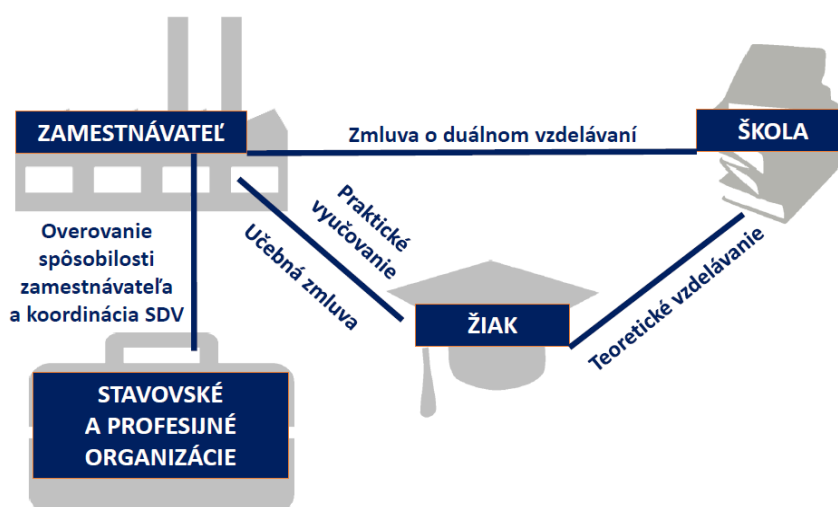 ZAMESTNÁVATEĽ
Zmluva o duálnom vzdelávaní
ŠKOLA
Overovanie
spôsobilosti
zamestnávateľa
a koordinácia SDV
Praktické
vyučovanie
Učebná zmluva
ŽIAK
Teoretické vzdelávanie
STAVOVSKÉ
A PROFESIJNÉ
ORGANIZÁCIE